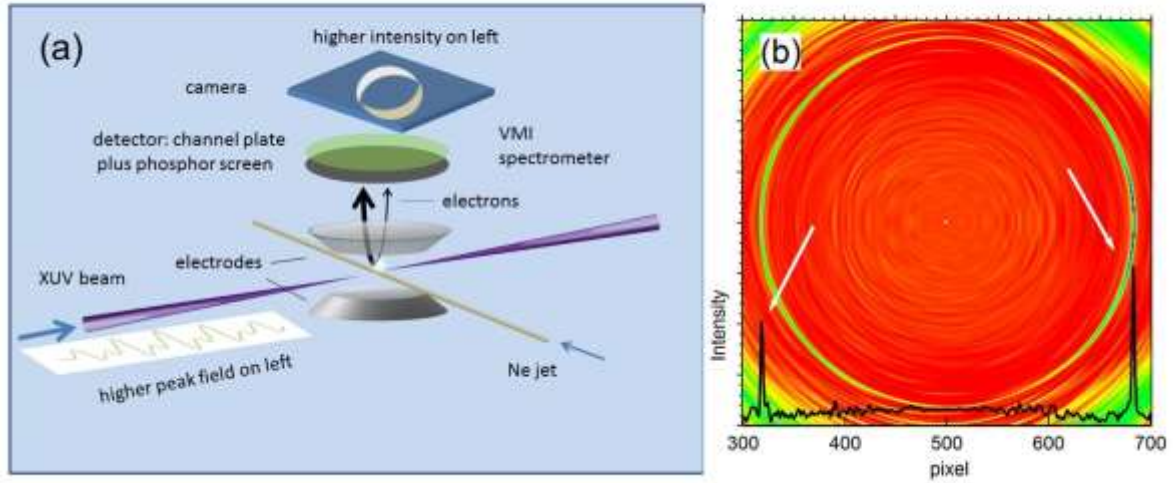 (a)
higher intensity on left
camera
detector: channel plate
plus phosphor screen
VMI
spectrometer
electrons
electrodes
XUV beam
higher peak field on left
Ne jet
(b)
Intensity
300
400
500
600
700
pixel